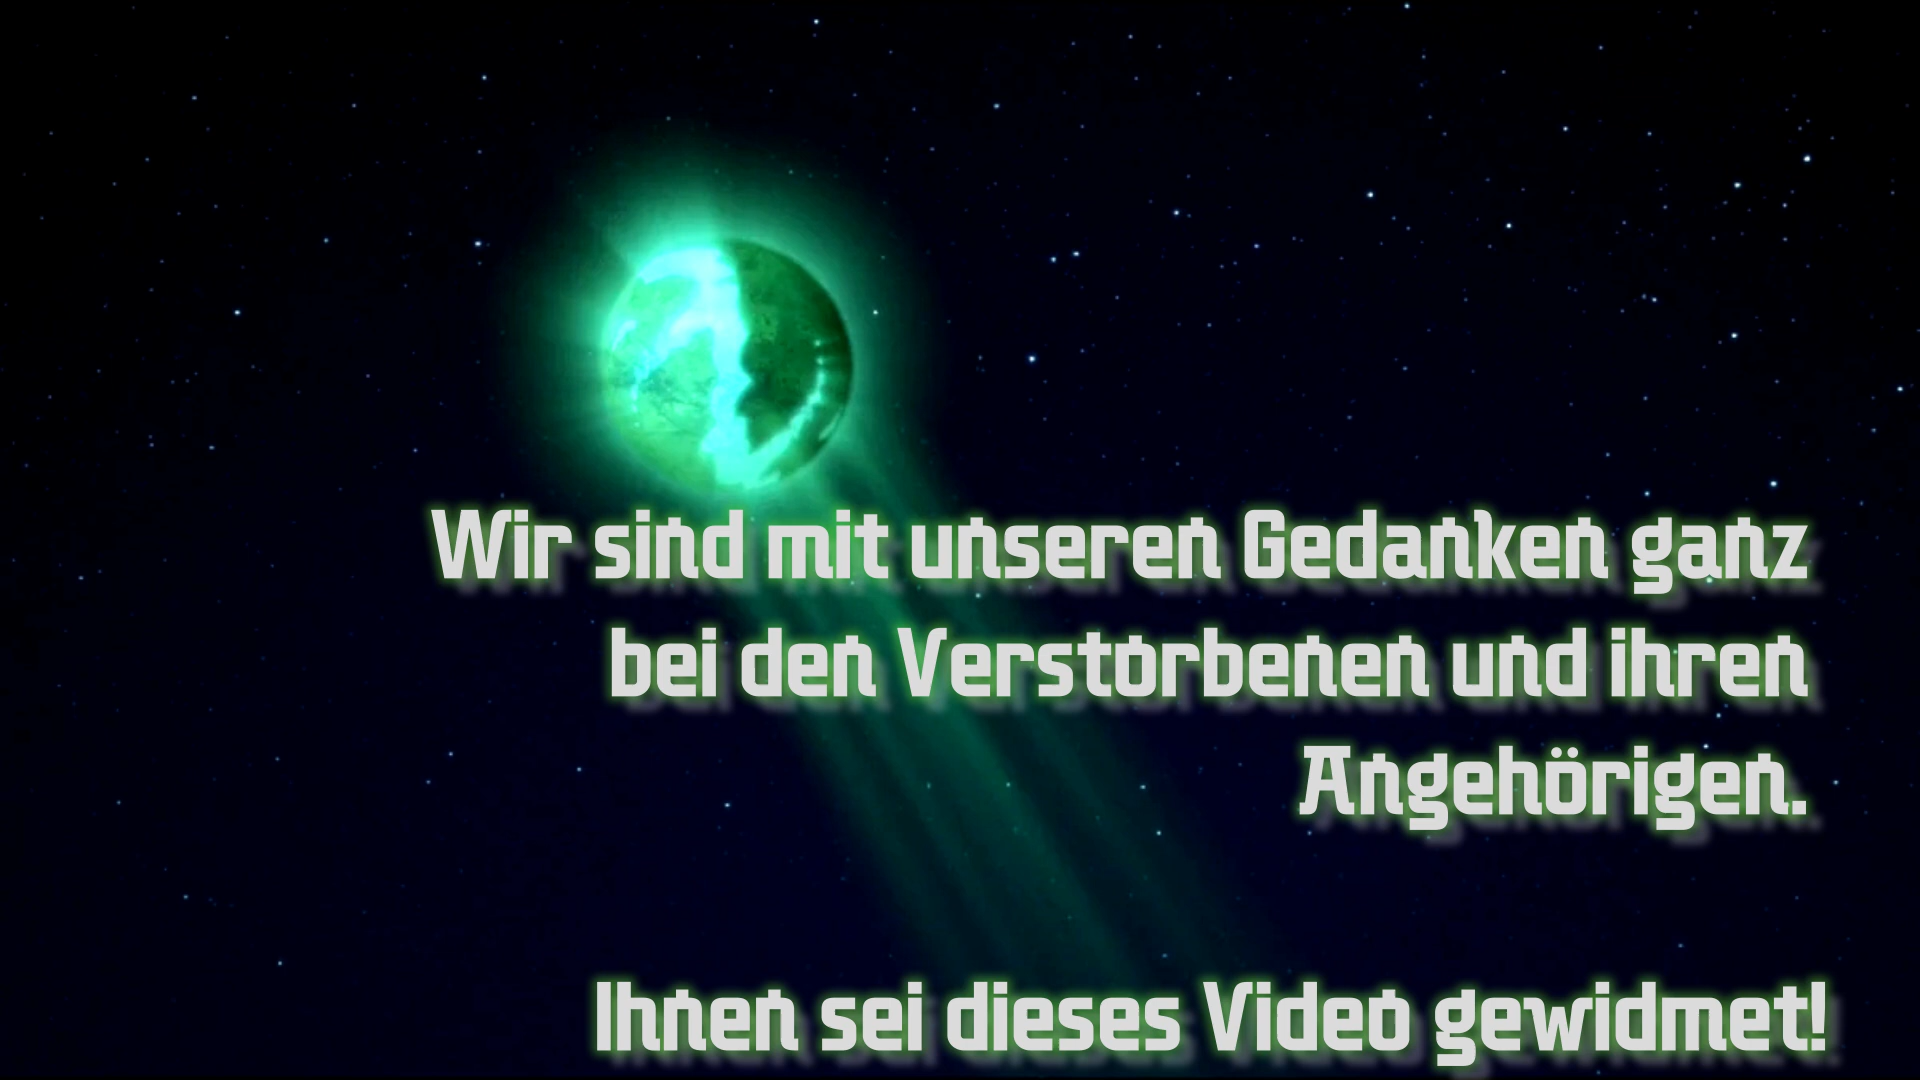 Wir sind mit unseren Gedanken ganz
bei den Verstorbenen und ihren
Angehörigen.
Ihnen sei dieses Video gewidmet!